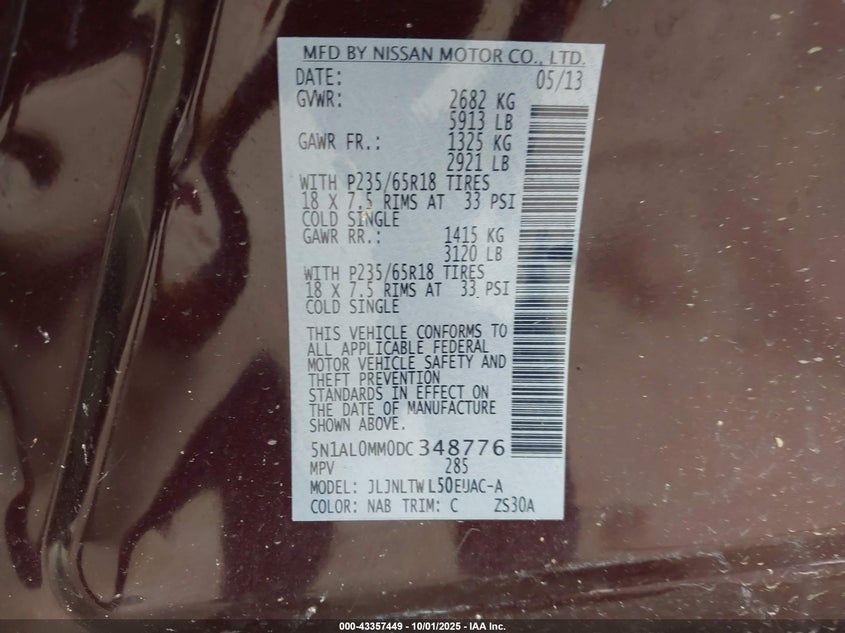 MFD BY NISSAN MOTOR CO., LTD.
DATE: 05/13
GVWR: 2682 KG
5913 LB
GAWR FR.: 1325 KG
2921 LB
WITH P235/65R18 TIRES
18 X 7.5 RIMS AT 33 PSI
COLD SINGLE
GAWR RR.: 1415 KG
3120 LB
WITH P235/65R18 TIRES
18 X 7.5 RIMS AT 33 PSI
COLD SINGLE
THIS VEHICLE CONFORMS TO
ALL APPLICABLE FEDERAL
MOTOR VEHICLE SAFETY AND
THEFT PREVENTION
STANDARDS IN EFFECT ON
THE DATE OF MANUFACTURE
SHOWN ABOVE.
5N1AL0MM0DC348776
MPV 285
MODEL: JLJNLTWL50EUAC-A
COLOR: NAB TRIM: C ZS30A
000-43357449 - 10/01/2025 - IAA Inc.